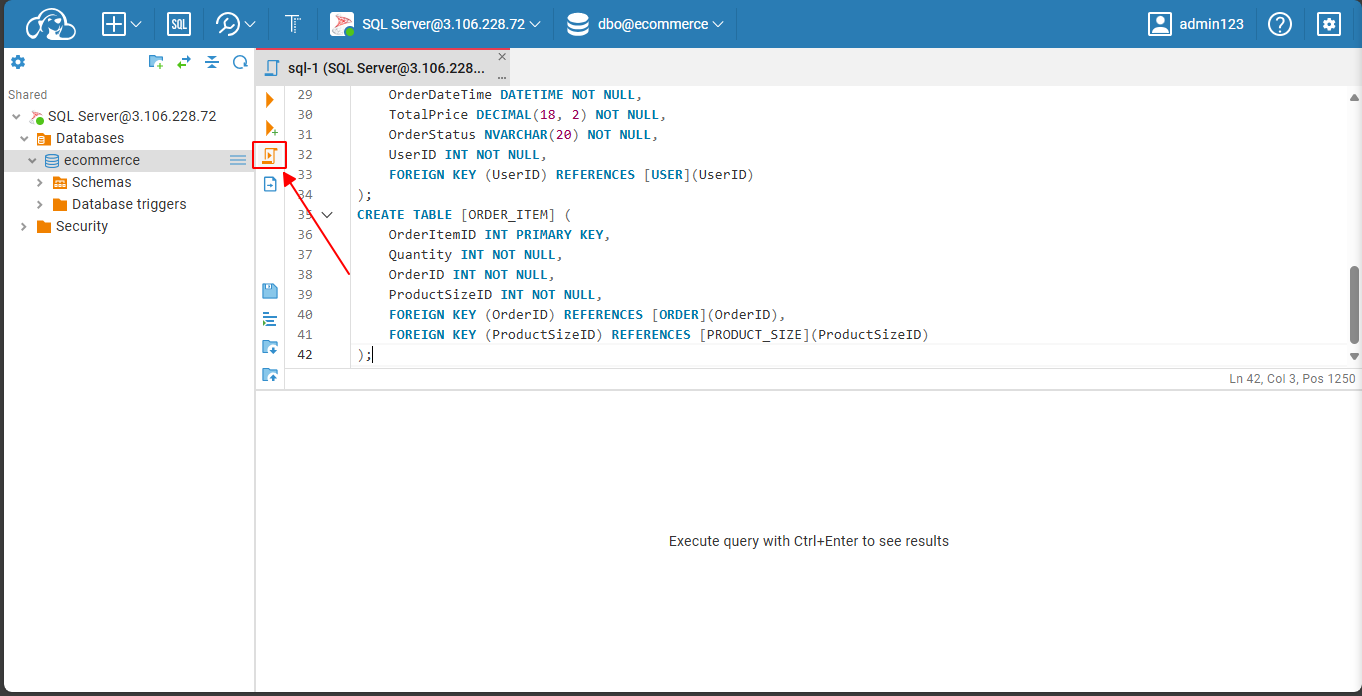 SQL
SQL Server@3.106.228.72
dbo@ecommerce
admin123
Shared
SQL Server@3.106.228.72
Databases
ecommerce
Schemas
Database triggers
Security
sql-1 (SQL Server@3.106.228...
29 OrderDateTime DATETIME NOT NULL,
30 TotalPrice DECIMAL(18, 2) NOT NULL,
31 OrderStatus NVARCHAR(20) NOT NULL,
32 UserID INT NOT NULL,
33 FOREIGN KEY (UserID) REFERENCES [USER](UserID)
34 );
35 CREATE TABLE [ORDER_ITEM] (
36 OrderItemID INT PRIMARY KEY,
37 Quantity INT NOT NULL,
38 OrderID INT NOT NULL,
39 ProductSizeID INT NOT NULL,
40 FOREIGN KEY (OrderID) REFERENCES [ORDER](OrderID),
41 FOREIGN KEY (ProductSizeID) REFERENCES [PRODUCT_SIZE](ProductSizeID)
42 );
Ln 42, Col 3, Pos 1250
Execute query with Ctrl+Enter to see results